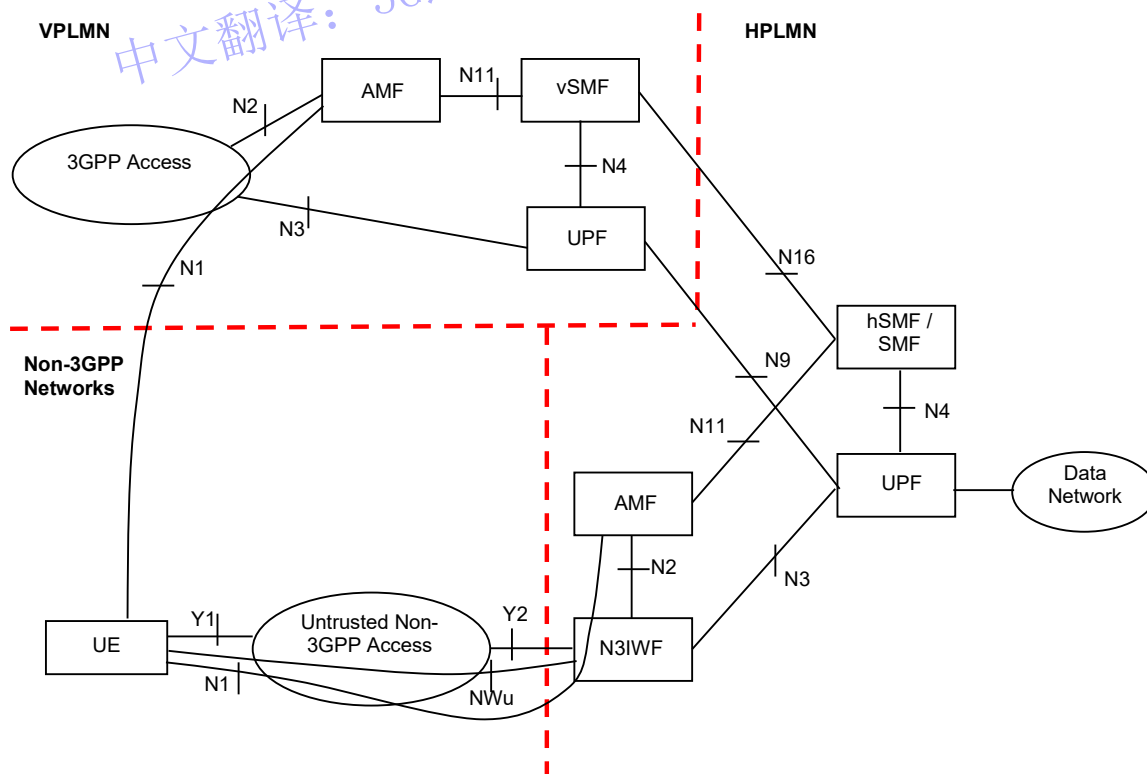 中文翻译：
VPLMN
HPLMN
AMF
N11
vSMF
N2
3GPP Access
N4
N3
UPF
N1
N16
hSMF /
SMF
Non-3GPP
Networks
N9
N11
N4
AMF
UPF
Data
Network
N2
N3
UE
Y1
Untrusted Non-
3GPP Access
Y2
N3IWF
N1
NWu